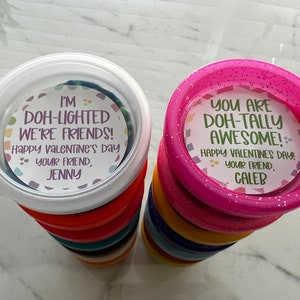 I'M
DOH-LIGHTED
WE'RE FRIENDS!
HAPPY VALENTINE'S DAY
YOUR FRIEND,
JENNY
YOU ARE
DOH-TALLY
AWESOME!
HAPPY VALENTINES DAY!
YOUR FRIEND,
CALEB